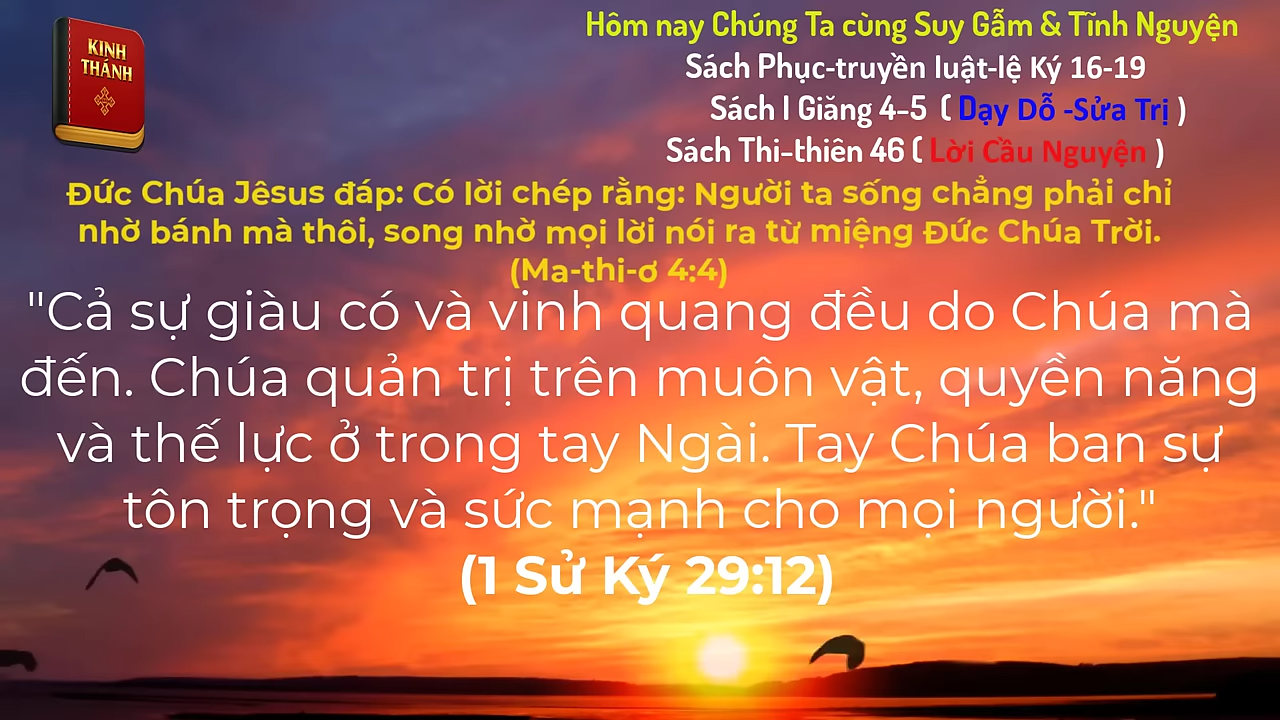 KINH
THÁNH
Hôm nay Chúng Ta cùng Suy Gẫm & Tĩnh Nguyện
Sách Phục-truyền luật-lệ Ký 16-19
Sách I Giăng 4-5 ( Dạy Dỗ -Sửa Trị )
Sách Thi-thiên 46 ( Lời Cầu Nguyện )
Đức Chúa Jêsus đáp: Có lời chép rằng: Người ta sống chẳng phải chỉ
nhờ bánh mà thôi, song nhờ mọi lời nói ra từ miệng Đức Chúa Trời.
(Ma-thi-ơ 4:4)
"Cả sự giàu có và vinh quang đều do Chúa mà
đến. Chúa quản trị trên muôn vật, quyền năng
và thế lực ở trong tay Ngài. Tay Chúa ban sự
tôn trọng và sức mạnh cho mọi người."
(1 Sử Ký 29:12)